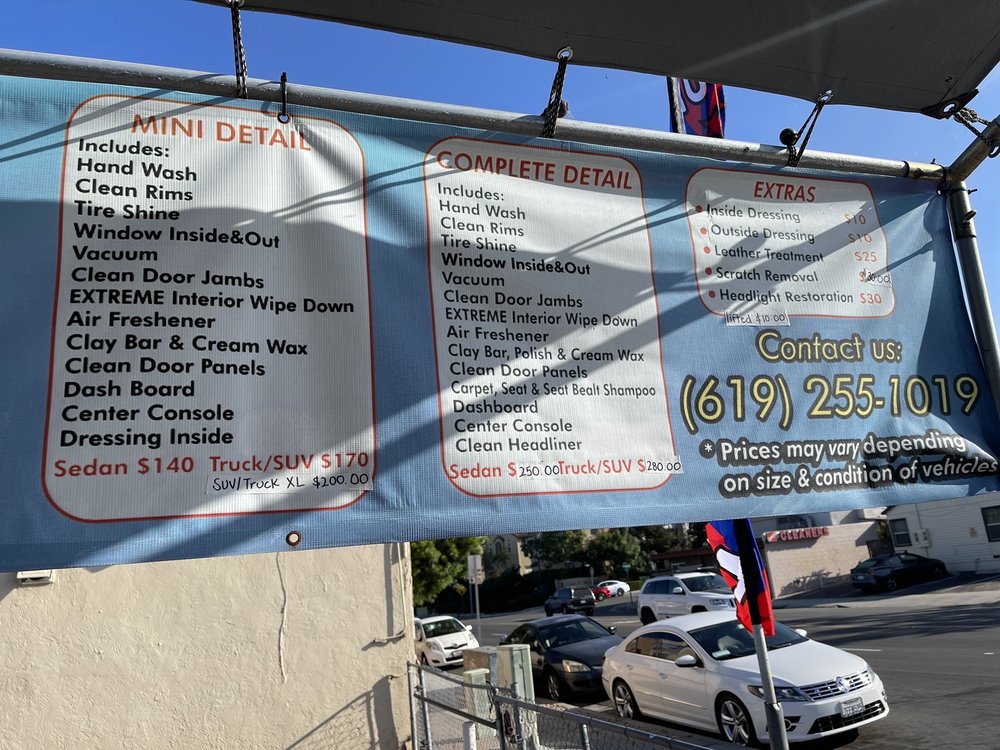 MINI DETAIL
Includes:
Hand Wash
Clean Rims
Tire Shine
Window Inside&Out
Vacuum
Clean Door Jambs
EXTREME Interior Wipe Down
Air Freshener
Clay Bar & Cream Wax
Clean Door Panels
Dash Board
Center Console
Dressing Inside
Sedan $140 Truck/SUV $170
SUV/Truck XL $200.00
COMPLETE DETAIL
Includes:
Hand Wash
Clean Rims
Tire Shine
Window Inside&Out
Vacuum
Clean Door Jambs
EXTREME Interior Wipe Down
Air Freshener
Clay Bar, Polish & Cream Wax
Clean Door Panels
Carpet, Seat & Seat Bealt Shampoo
Dashboard
Center Console
Clean Headliner
Sedan $250.00 Truck/SUV $280.00
EXTRAS
• Inside Dressing $10
• Outside Dressing $10
• Leather Treatment $25
• Scratch Removal $30.00
• Headlight Restoration $30
lifted $10.00
Contact us:
(619) 255-1019
* Prices may vary depending
on size & condition of vehicles
CLEANERS